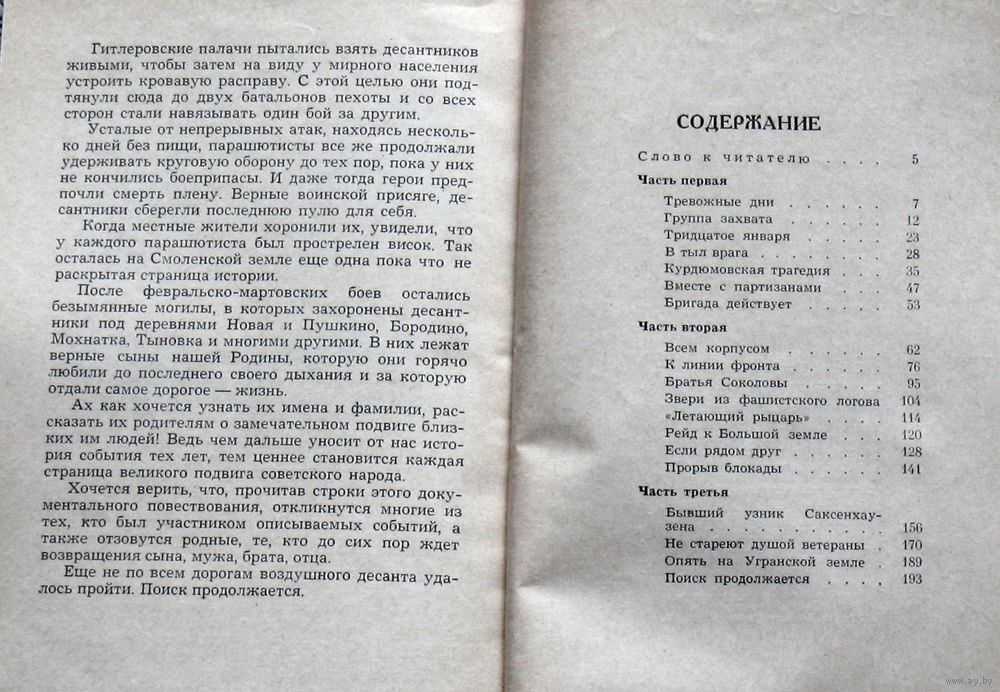 Гитлеровские палачи пытались взять десантников
живыми, чтобы затем на виду у мирного населения
устроить кровавую расправу. С этой целью они под-
тянули сюда до двух батальонов пехоты и со всех
сторон стали навязывать один бой за другим.
Усталые от непрерывных атак, находясь несколь-
ко дней без пищи, парашютисты все же продолжали
удерживать круговую оборону до тех пор, пока у них
не кончились боеприпасы. И даже тогда герои пред-
почли смерть плену. Верные воинской присяге, де-
сантники сберегли последнюю пулю для себя.
Когда местные жители хоронили их, увидели, что
у каждого парашютиста был прострелен висок. Так
осталась на Смоленской земле еще одна пока что не
раскрытая страница истории.
После февральско-мартовских боев остались
безымянные могилы, в которых захоронены десант-
ники под деревнями Новая и Пушкино, Бородино,
Мохнатка, Тыновка и многими другими. В них лежат
верные сыны нашей Родины, которую они горячо
любили до последнего своего дыхания и за которую
отдали самое дорогое — жизнь.
Ах как хочется узнать их имена и фамилии, рас-
сказать их родителям о замечательном подвиге близ-
ких им людей! Ведь чем дальше уносит от нас исто-
рия события тех лет, тем ценнее становится каждая
страница великого подвига советского народа.
Хочется верить, что, прочитав строки этого доку-
ментального повествования, откликнутся многие из
тех, кто был участником описываемых событий, а
также отзовутся родные, те, кто до сих пор ждет
возвращения сына, мужа, брата, отца.
Еще не по всем дорогам воздушного десанта уда-
лось пройти. Поиск продолжается.
СОДЕРЖАНИЕ
Слово к читателю . . . . 5
Часть первая
Тревожные дни . . . . . . 7
Группа захвата . . . . . . 12
Тридцатое января . . . . . 23
В тыл врага . . . . . . . 28
Курдюмовская трагедия . . . 35
Вместе с партизанами . . . . 47
Бригада действует . . . . . 53
Часть вторая
Всем корпусом . . . . . . 62
К линии фронта . . . . . . 76
Братья Соколовы . . . . . 95
Звери из фашистского логова 104
«Летающий рыцарь» . . . . 114
Рейд к Большой земле . . . 120
Если рядом друг . . . . . 128
Прорыв блокады . . . . . . 141
Часть третья
Бывший узник Саксенхау-
зена . . . . . . . . . 156
Не стареют душой ветераны . 170
Опять на Угранской земле . 189
Поиск продолжается . . . . 193
www.ay.by